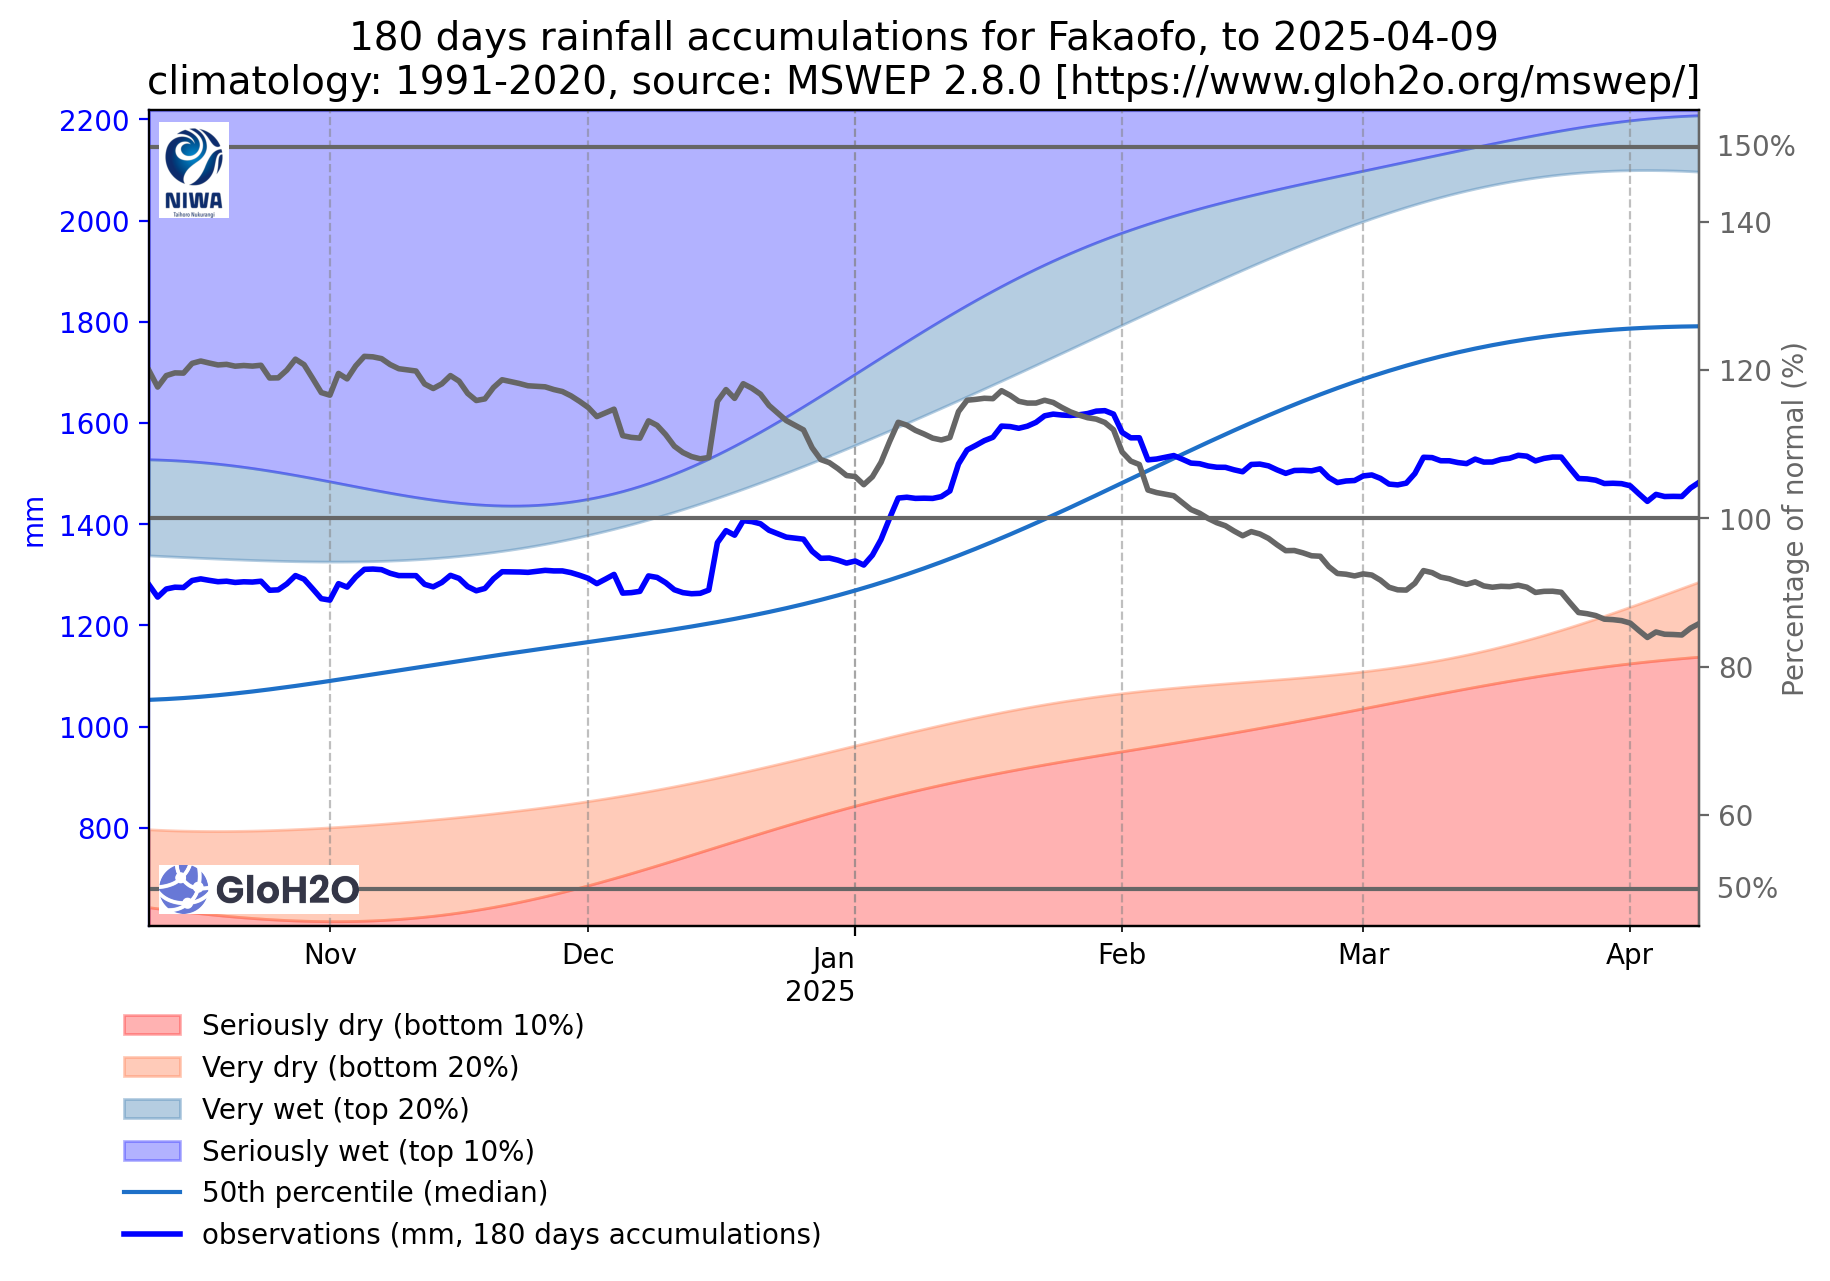 180 days rainfall accumulations for Fakaofo, to 2025-04-09
climatology: 1991-2020, source: MSWEP 2.8.0 [https://www.gloh2o.org/mswep/]
2200
2000
1800
1600
1400
1200
1000
800
mm
150%
140
120
100
80
60
50%
Percentage of normal (%)
NIWA
Taihoro Nukurangi
GloH2O
Nov
Dec
Jan
2025
Feb
Mar
Apr
Seriously dry (bottom 10%)
Very dry (bottom 20%)
Very wet (top 20%)
Seriously wet (top 10%)
50th percentile (median)
observations (mm, 180 days accumulations)